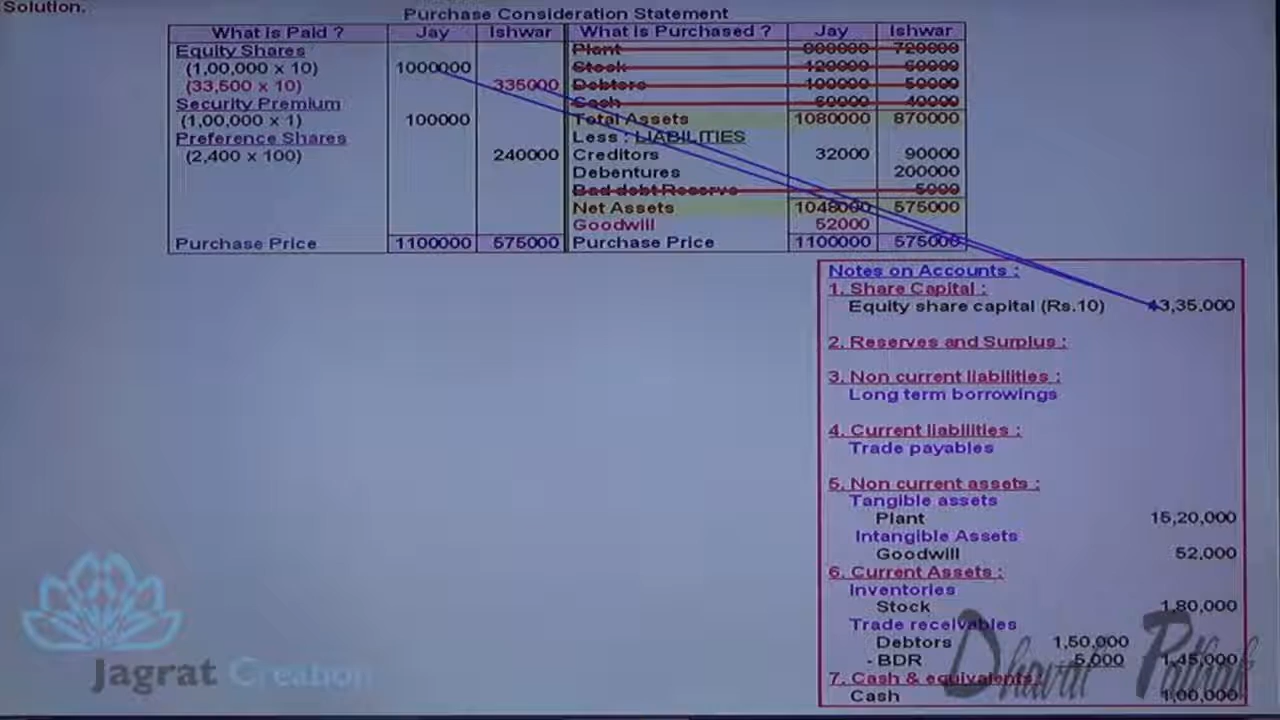 Solution.
Purchase Consideration Statement
What is Paid ? Jay Ishwar What is Purchased ? Jay Ishwar
Equity Shares Plant 800000 720000
(1,00,000 x 10) 1000000 Stock 120000 60000
(33,500 x 10) 335000 Debtors 100000 50000
Security Premium Cash 60000 40000
(1,00,000 x 1) 100000 Total Assets 1080000 870000
Preference Shares Less : LIABILITIES
(2,400 x 100) 240000 Creditors 32000 90000
Debentures 200000
Bad debt Reserve 5000
Net Assets 1048000 575000
Goodwill 52000
Purchase Price 1100000 575000 Purchase Price 1100000 575000
Notes on Accounts :
1. Share Capital :
Equity share capital (Rs.10) 13,35,000
2. Reserves and Surplus :
3. Non current liabilities :
Long term borrowings
4. Current liabilities :
Trade payables
5. Non current assets :
Tangible assets
Plant 15,20,000
Intangible Assets
Goodwill 52,000
6. Current Assets :
Inventories
Stock 1,80,000
Trade receivables
Debtors 1,50,000
- BDR 5,000 1,45,000
7. Cash & equivalents :
Cash 1,00,000
Jagrat Creation
Dharat Pathak